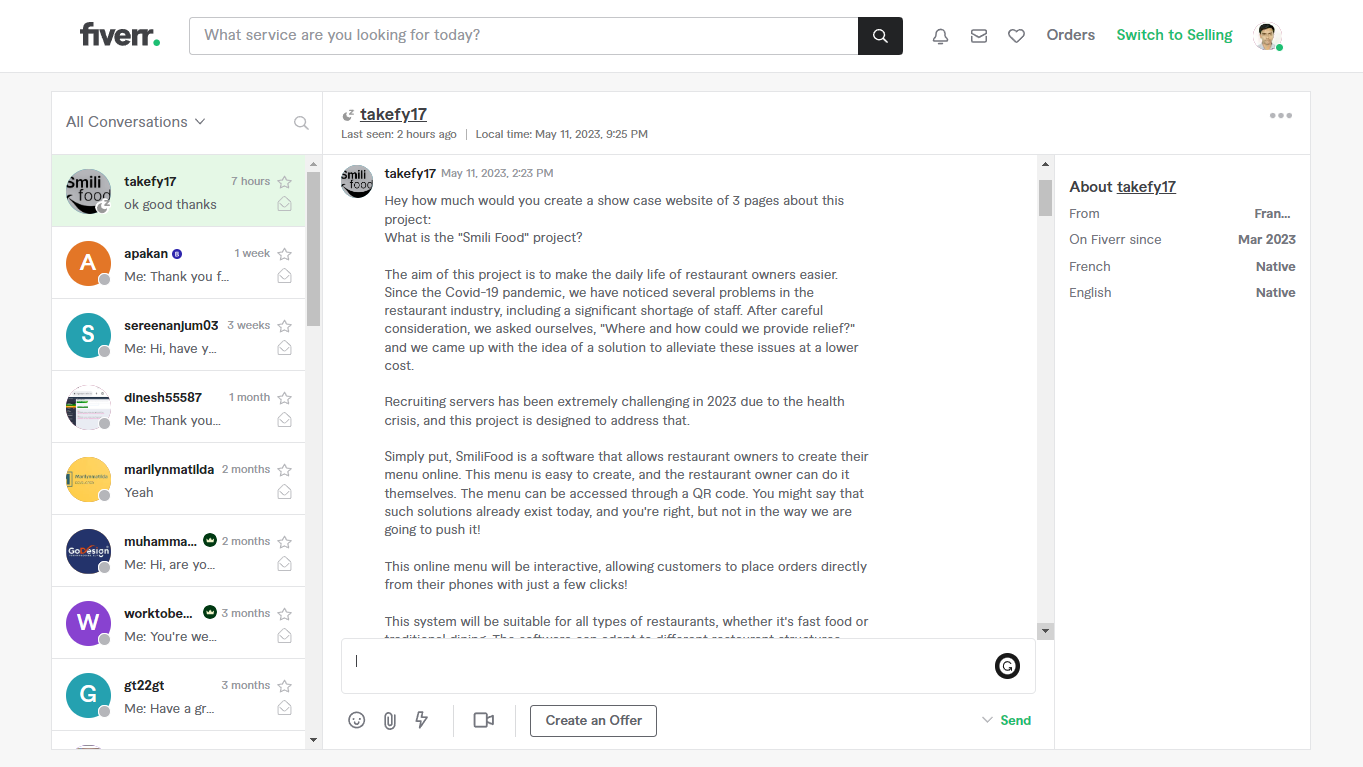 fiverr.
What service are you looking for today?
Orders
Switch to Selling
All Conversations
takefy17
Last seen: 2 hours ago | Local time: May 11, 2023, 9:25 PM
Smili
food
takefy17
7 hours
ok good thanks
A
apakan
1 week
Me: Thank you f...
S
sereenanjum03
3 weeks
Me: Hi, have y...
dinesh55587
1 month
Me: Thank you...
marilynmatilda
2 months
Yeah
GoDesign
muhamma...
2 months
Me: Hi, are yo...
W
worktobe...
3 months
Me: You're we...
G
gt22gt
3 months
Me: Have a gr...
Smili
food
takefy17 May 11, 2023, 2:23 PM
Hey how much would you create a show case website of 3 pages about this
project:
What is the "Smili Food" project?
The aim of this project is to make the daily life of restaurant owners easier.
Since the Covid-19 pandemic, we have noticed several problems in the
restaurant industry, including a significant shortage of staff. After careful
consideration, we asked ourselves, "Where and how could we provide relief?"
and we came up with the idea of a solution to alleviate these issues at a lower
cost.
Recruiting servers has been extremely challenging in 2023 due to the health
crisis, and this project is designed to address that.
Simply put, SmiliFood is a software that allows restaurant owners to create their
menu online. This menu is easy to create, and the restaurant owner can do it
themselves. The menu can be accessed through a QR code. You might say that
such solutions already exist today, and you're right, but not in the way we are
going to push it!
This online menu will be interactive, allowing customers to place orders directly
from their phones with just a few clicks!
This system will be suitable for all types of restaurants, whether it's fast food or
traditional dining. The software can adapt to different restaurant structures
Create an Offer
Send
About takefy17
From Fran...
On Fiverr since Mar 2023
French Native
English Native